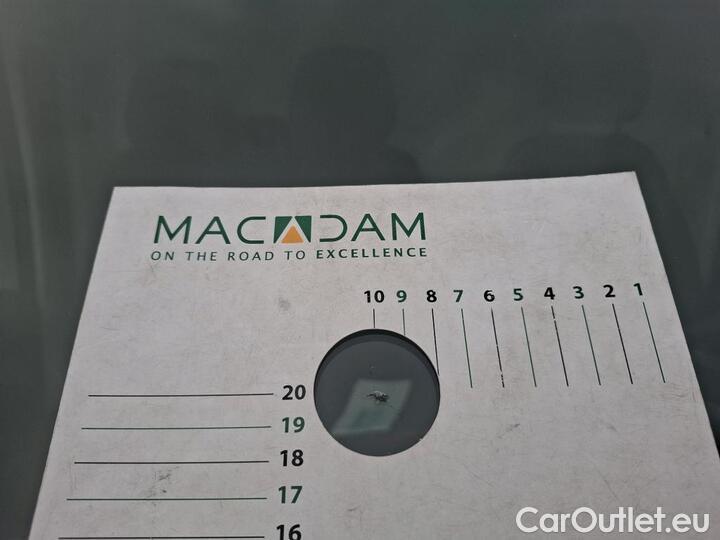 MACADAM
ON THE ROAD TO EXCELLENCE
10 9 8 7 6 5 4 3 2 1
20
19
18
17
16
CarOutlet.eu